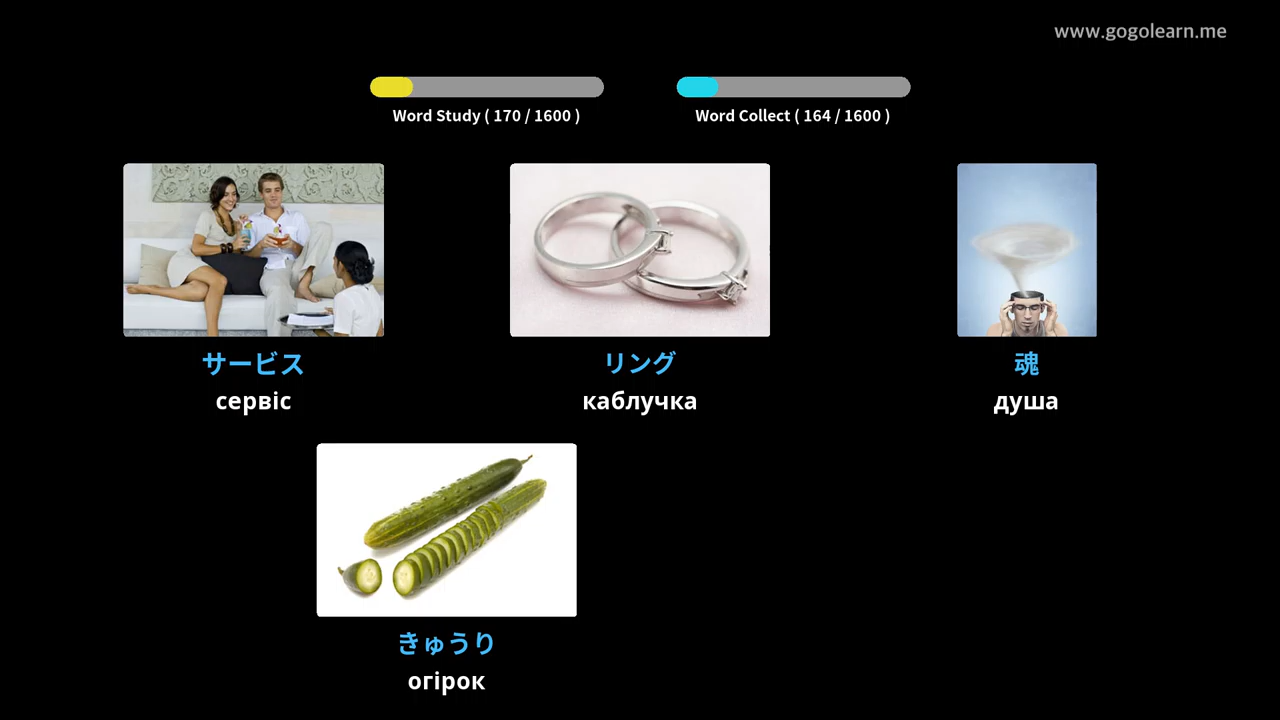 www.gogolearn.me
Word Study ( 170 / 1600 )
Word Collect ( 164 / 1600 )
サービス
сервіс
リング
каблучка
魂
душа
きゅうり
огірок